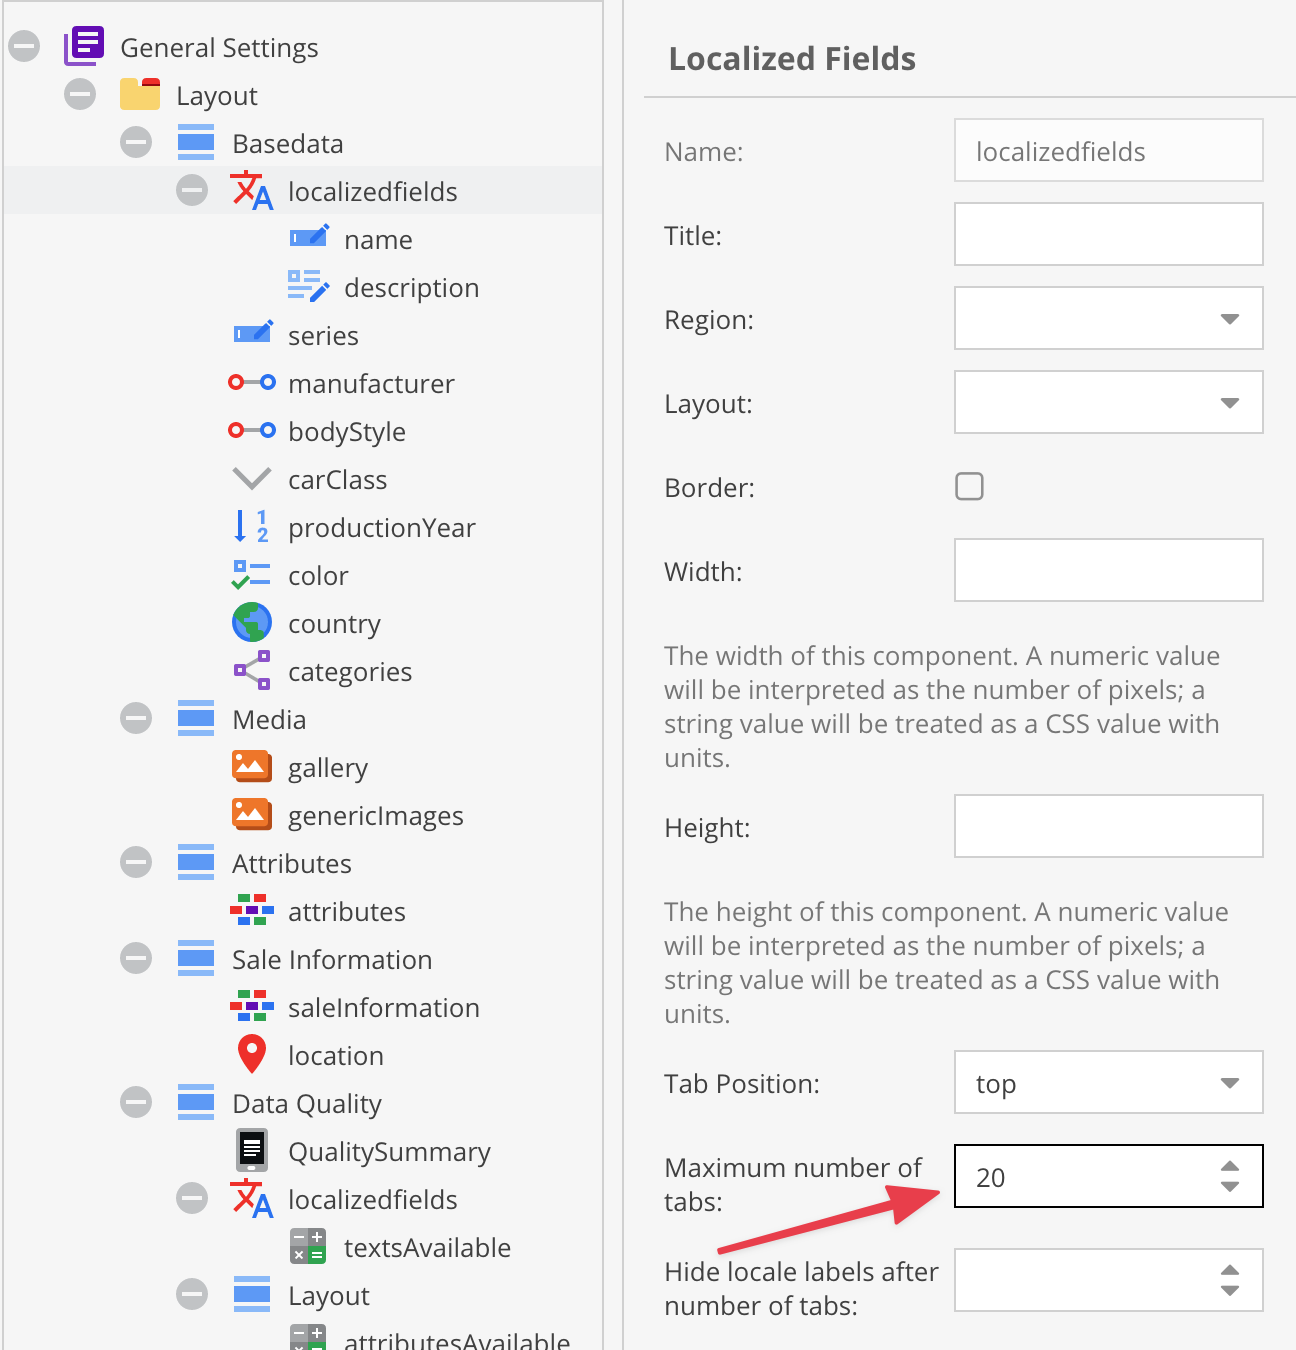 General Settings
Layout
Basedata
localizedfields
name
description
series
manufacturer
bodyStyle
carClass
productionYear
color
country
categories
Media
gallery
genericImages
Attributes
attributes
Sale Information
saleInformation
location
Data Quality
QualitySummary
localizedfields
textsAvailable
Layout
attributesAvailable
Localized Fields
Name: localizedfields
Title:
Region:
Layout:
Border:
Width:
The width of this component. A numeric value
will be interpreted as the number of pixels; a
string value will be treated as a CSS value with
units.
Height:
The height of this component. A numeric value
will be interpreted as the number of pixels; a
string value will be treated as a CSS value with
units.
Tab Position: top
Maximum number of
tabs:
20
Hide locale labels after
number of tabs: